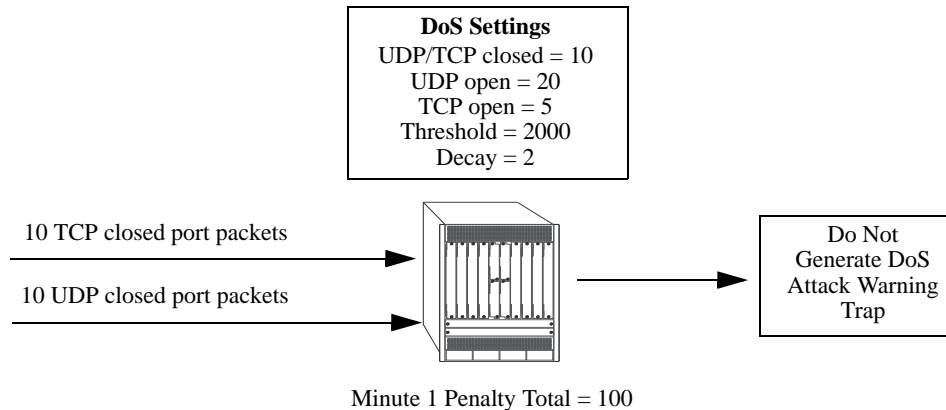 DoS Settings
UDP/TCP closed = 10
UDP open = 20
TCP open = 5
Threshold = 2000
Decay = 2
10 TCP closed port packets
10 UDP closed port packets
Do Not
Generate DoS
Attack Warning
Trap
Minute 1 Penalty Total = 100